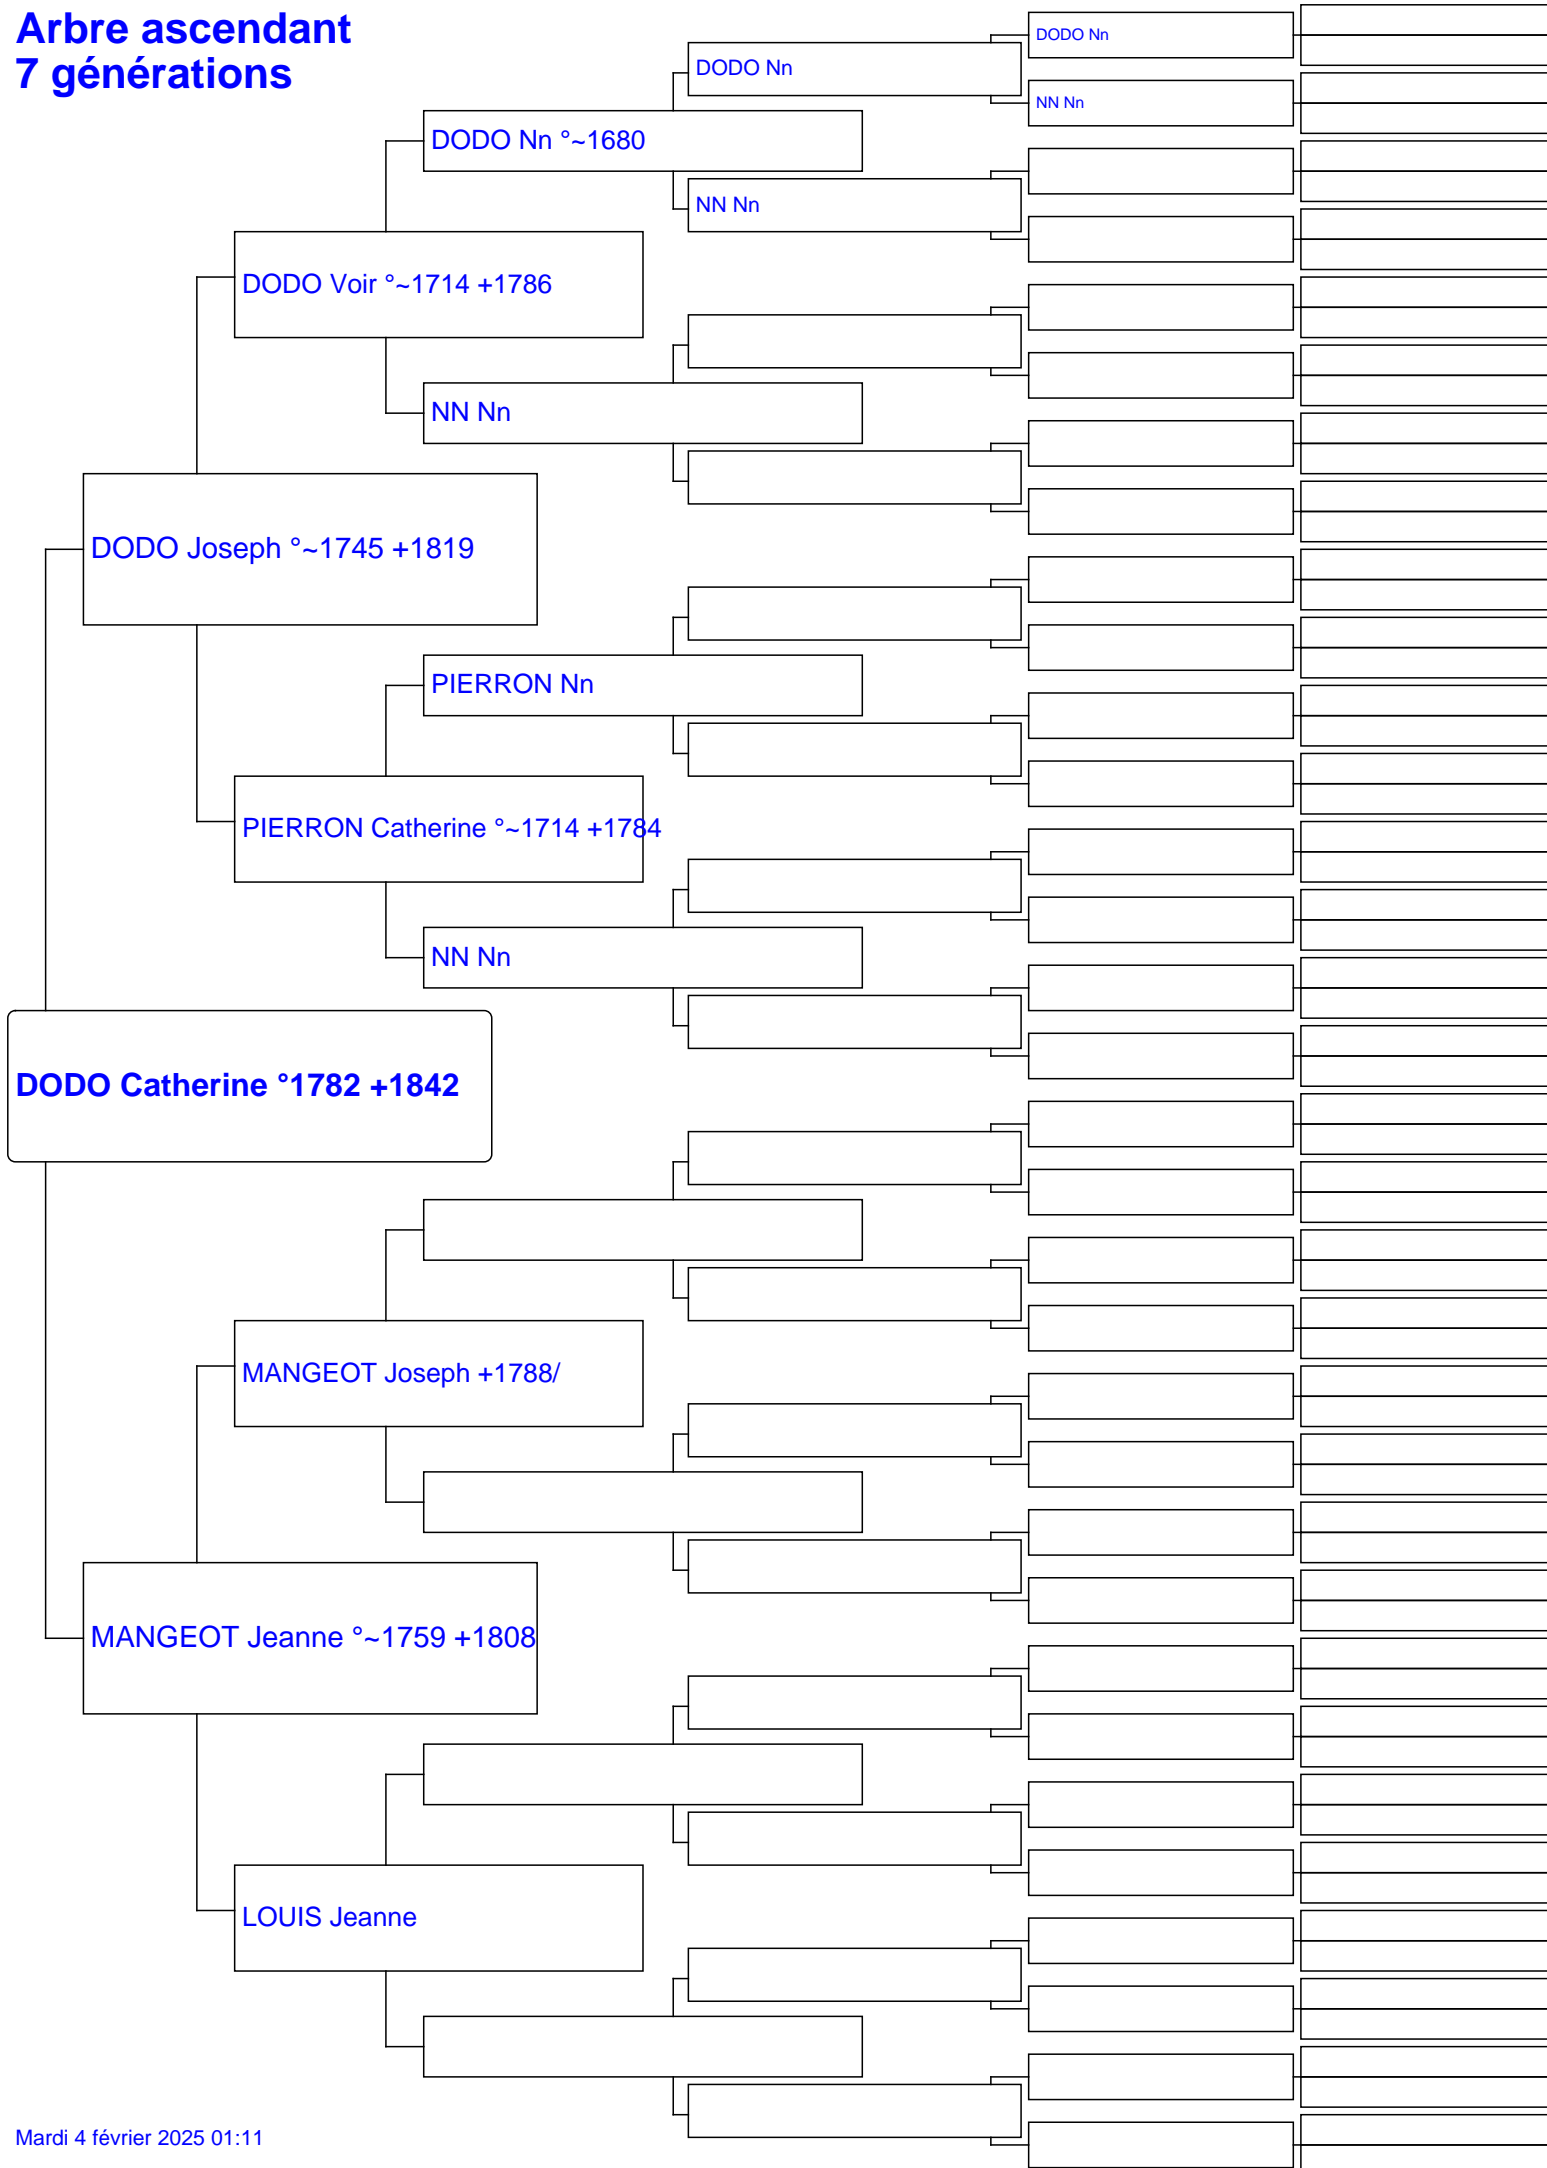 Arbre ascendant
7 générations
DODO Nn
DODO Nn
NN Nn
DODO Nn °~1680
NN Nn
DODO Voir °~1714 +1786
NN Nn
DODO Joseph °~1745 +1819
PIERRON Nn
PIERRON Catherine °~1714 +1784
NN Nn
DODO Catherine °1782 +1842
MANGEOT Joseph +1788/
MANGEOT Jeanne °~1759 +1808
LOUIS Jeanne
Mardi 4 février 2025 01:11